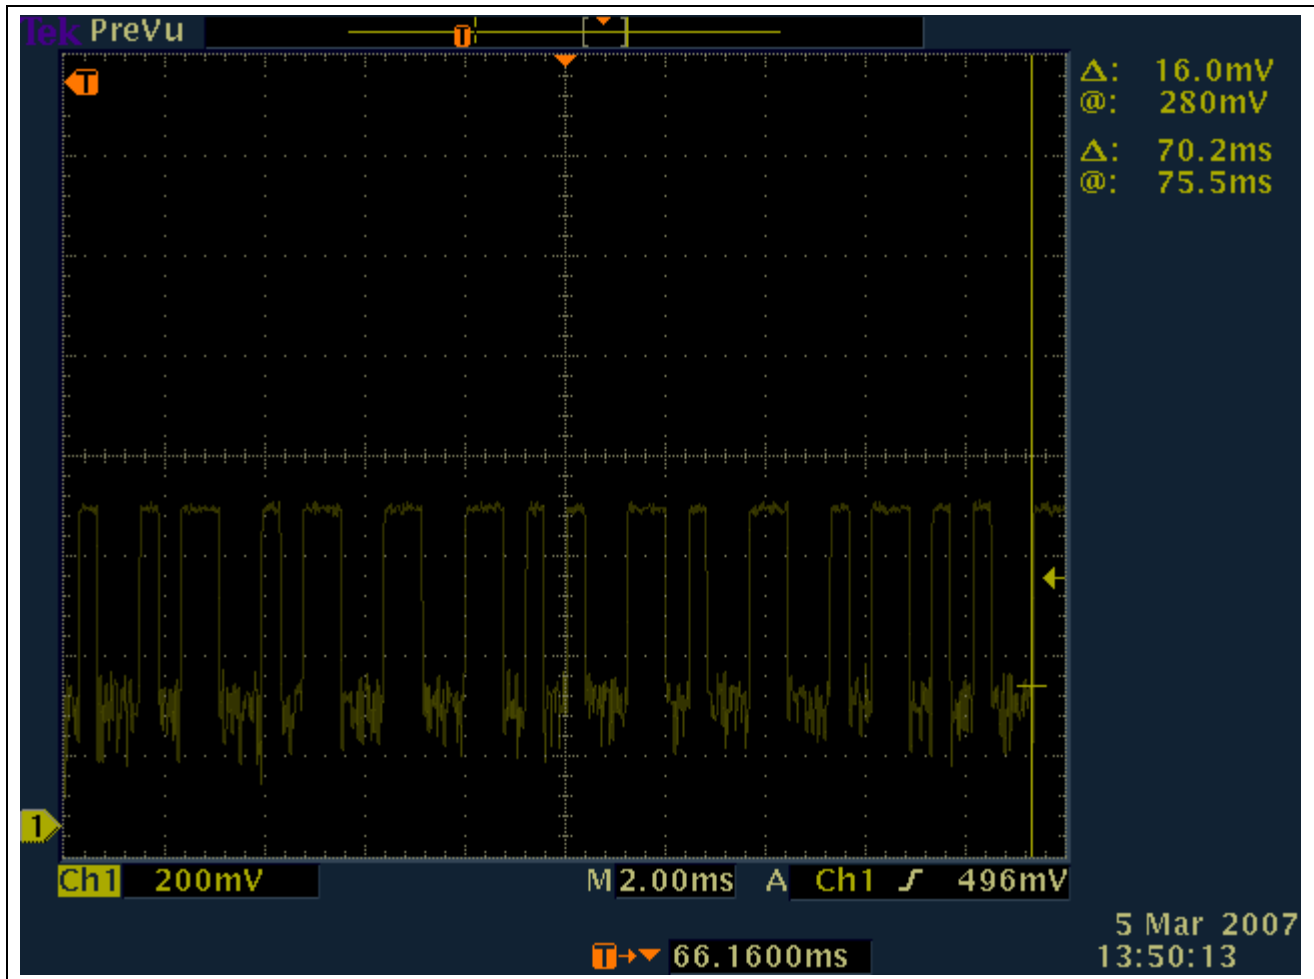 Tek PreVu
T
T
Δ: 16.0mV
@: 280mV
Δ: 70.2ms
@: 75.5ms
1
Ch1 200mV M 2.00ms A Ch1 496mV
T 66.1600ms
5 Mar 2007
13:50:13